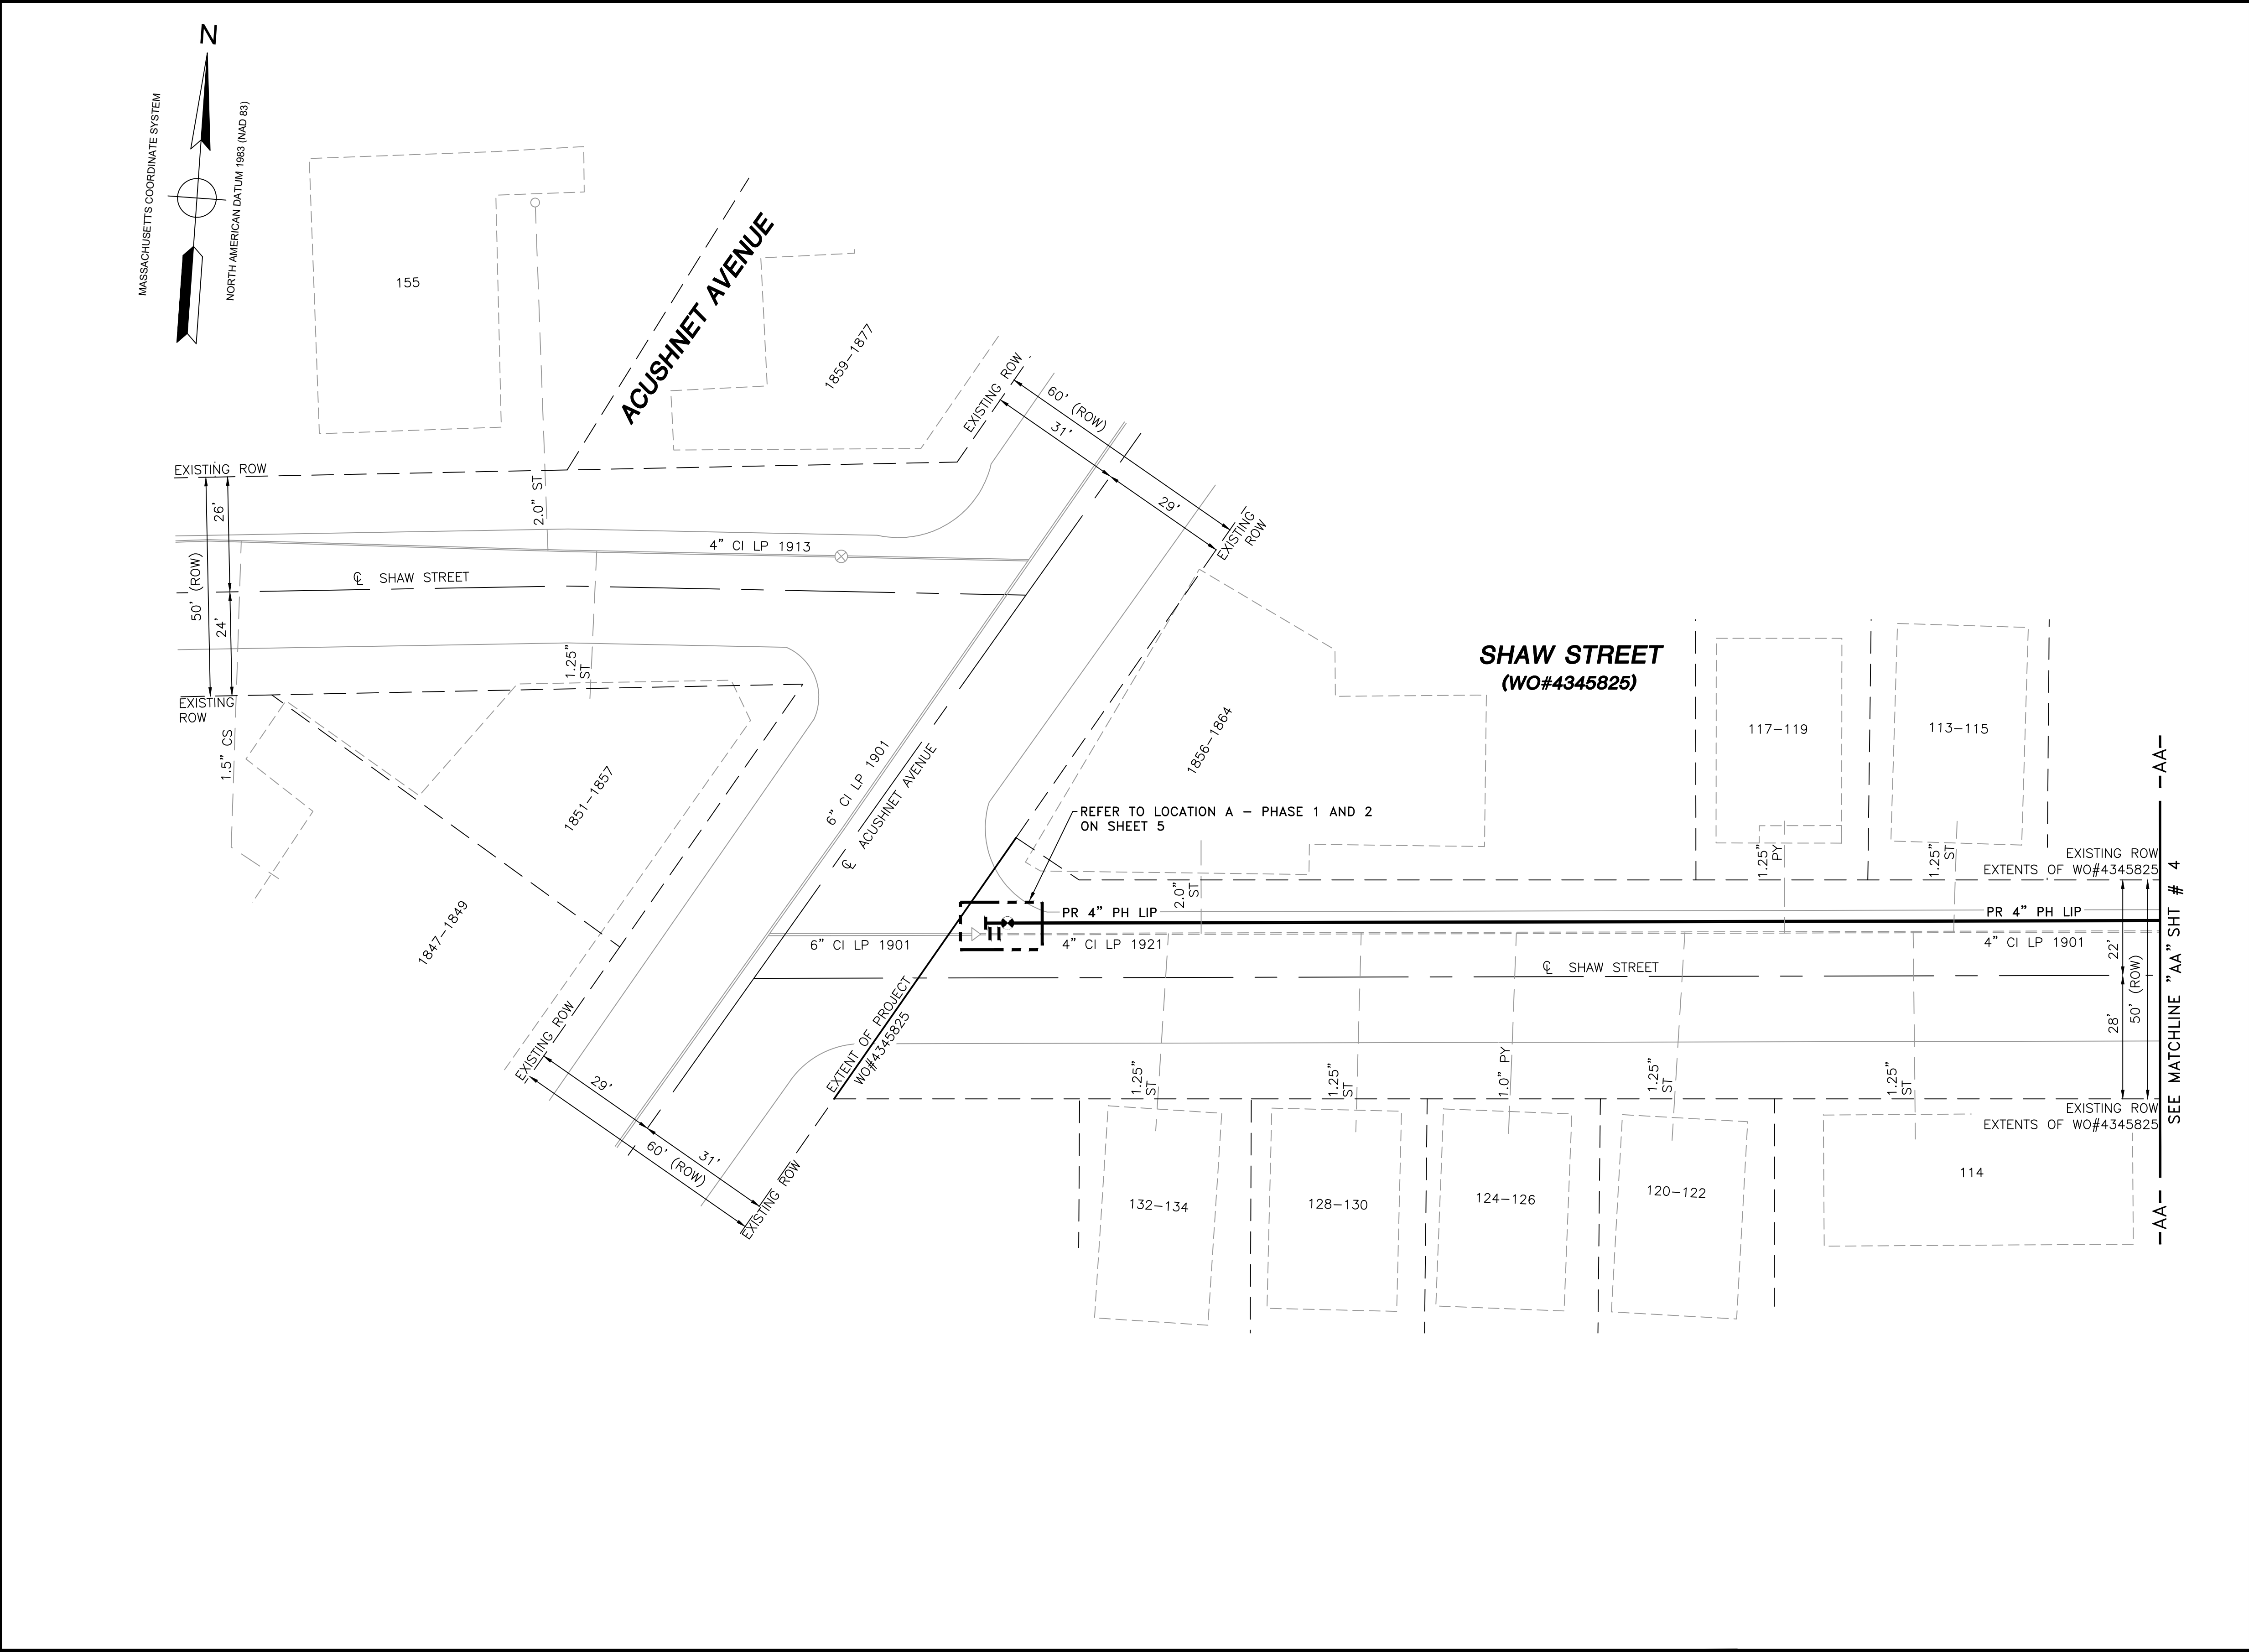 N
MASSACHUSETTS COORDINATE SYSTEM
NORTH AMERICAN DATUM 1983 (NAD 83)
155
ACUSHNET AVENUE
1859-1877
EXISTING ROW
60' (ROW)
31'
29'
EXISTING
ROW
EXISTING ROW
26'
50' (ROW)
24'
2.0" ST
4" CI LP 1913
℄ SHAW STREET
1.25"
ST
EXISTING
ROW
1.5" CS
1851-1857
1847-1849
6" CI LP 1901
℄ ACUSHNET AVENUE
1856-1864
SHAW STREET
(WO#4345825)
117-119
113-115
AA
REFER TO LOCATION A - PHASE 1 AND 2
ON SHEET 5
2.0"
ST
1.25"
PY
1.25"
ST
EXISTING ROW
EXTENTS OF WO#4345825
PR 4" PH LIP
PR 4" PH LIP
6" CI LP 1901
4" CI LP 1921
4" CI LP 1901
℄ SHAW STREET
22'
28'
50' (ROW)
SEE MATCHLINE "AA" SHT # 4
EXTENT OF PROJECT
WO#4345825
EXISTING ROW
29'
60' (ROW)
31'
EXISTING ROW
1.25"
ST
1.25"
ST
1.0" PY
1.25"
ST
1.25"
ST
EXISTING ROW
EXTENTS OF WO#4345825
132-134
128-130
124-126
120-122
114
AA